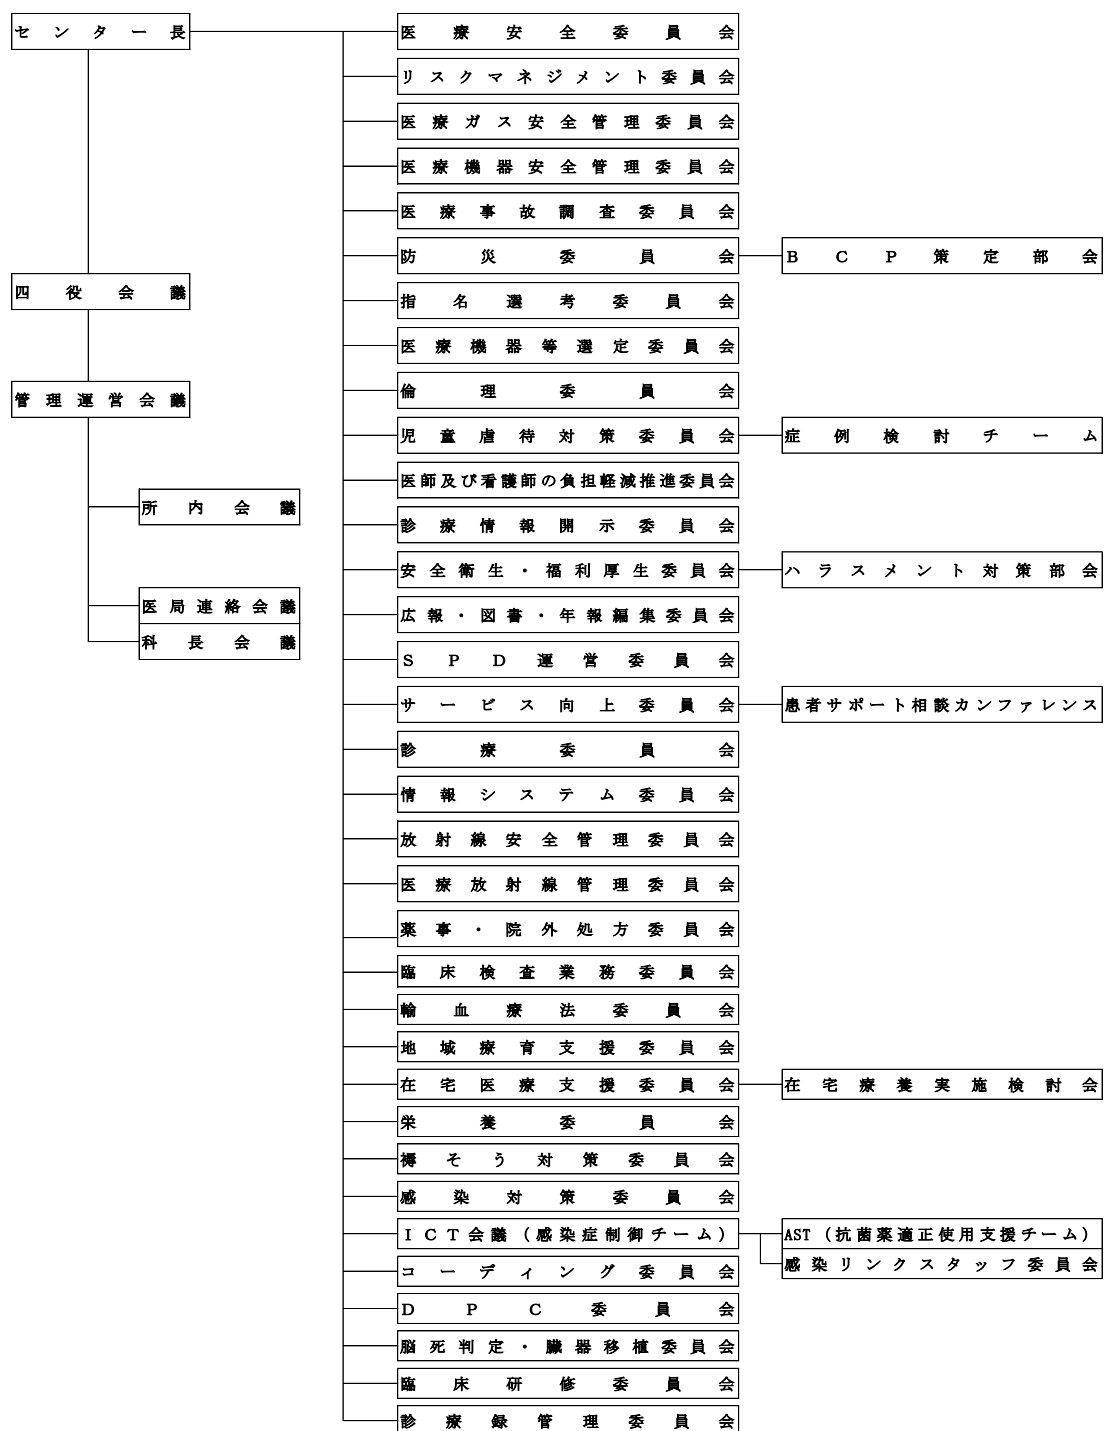 センター長
四役会議
管理運営会議
所内会議
医局連絡会議
科長会議
医療安全委員会
リスクマネジメント委員会
医療ガス安全管理委員会
医療機器安全管理委員会
医療事故調査委員会
防災委員会
BCP策定部会
指名選考委員会
医療機器等選定委員会
倫理委員会
児童虐待対策委員会
症例検討チーム
医師及び看護師の負担軽減推進委員会
診療情報開示委員会
安全衛生・福利厚生委員会
ハラスメント対策部会
広報・図書・年報編集委員会
SPD運営委員会
サービス向上委員会
患者サポート相談カンファレンス
診療委員会
情報システム委員会
放射線安全管理委員会
医療放射線管理委員会
薬事・院外処方委員会
臨床検査業務委員会
輸血療法委員会
地域療育支援委員会
在宅医療支援委員会
在宅療養実施検討会
栄養委員会
褥そう対策委員会
感染対策委員会
ICT会議(感染症制御チーム)
AST(抗菌薬適正使用支援チーム)
感染リンクスタッフ委員会
コーディング委員会
DPC委員会
脳死判定・臓器移植委員会
臨床研修委員会
診療録管理委員会